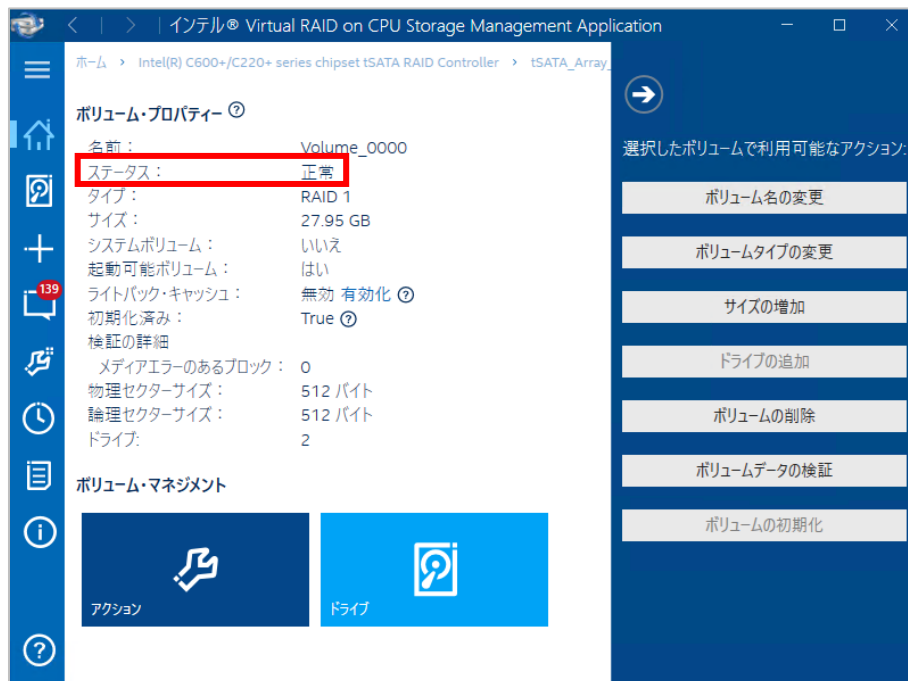 インテル® Virtual RAID on CPU Storage Management Application
ホーム › Intel(R) C600+/C220+ series chipset tSATA RAID Controller › tSATA_Array_
ボリューム・プロパティー ?
名前： Volume_0000
ステータス： 正常
タイプ： RAID 1
サイズ： 27.95 GB
システムボリューム： いいえ
起動可能ボリューム： はい
ライトバック・キャッシュ： 無効 有効化 ?
初期化済み： True ?
検証の詳細
メディアエラーのあるブロック： 0
物理セクターサイズ： 512 バイト
論理セクターサイズ： 512 バイト
ドライブ: 2
ボリューム・マネジメント
アクション
ドライブ
139
選択したボリュームで利用可能なアクション:
ボリューム名の変更
ボリュームタイプの変更
サイズの増加
ドライブの追加
ボリュームの削除
ボリュームデータの検証
ボリュームの初期化